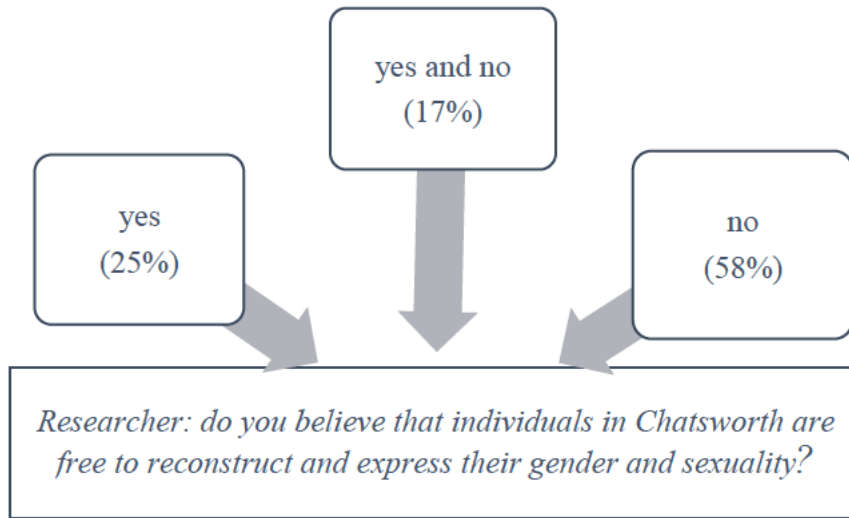 yes and no
(17%)
yes
(25%)
no
(58%)
Researcher: do you believe that individuals in Chatsworth are
free to reconstruct and express their gender and sexuality?